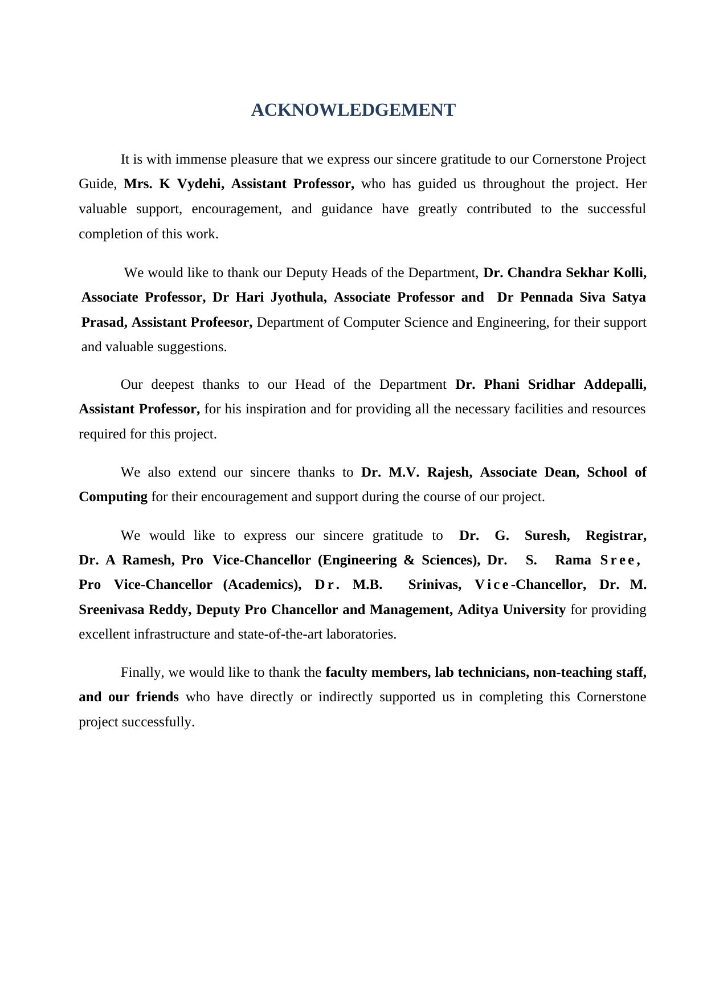 ACKNOWLEDGEMENT
It is with immense pleasure that we express our sincere gratitude to our Cornerstone Project
Guide, Mrs. K Vydehi, Assistant Professor, who has guided us throughout the project. Her
valuable support, encouragement, and guidance have greatly contributed to the successful
completion of this work.
We would like to thank our Deputy Heads of the Department, Dr. Chandra Sekhar Kolli,
Associate Professor, Dr Hari Jyothula, Associate Professor and Dr Pennada Siva Satya
Prasad, Assistant Profeesor, Department of Computer Science and Engineering, for their support
and valuable suggestions.
Our deepest thanks to our Head of the Department Dr. Phani Sridhar Addepalli,
Assistant Professor, for his inspiration and for providing all the necessary facilities and resources
required for this project.
We also extend our sincere thanks to Dr. M.V. Rajesh, Associate Dean, School of
Computing for their encouragement and support during the course of our project.
We would like to express our sincere gratitude to Dr. G. Suresh, Registrar,
Dr. A Ramesh, Pro Vice-Chancellor (Engineering & Sciences), Dr. S. Rama Sree,
Pro Vice-Chancellor (Academics), Dr. M.B. Srinivas, Vice-Chancellor, Dr. M.
Sreenivasa Reddy, Deputy Pro Chancellor and Management, Aditya University for providing
excellent infrastructure and state-of-the-art laboratories.
Finally, we would like to thank the faculty members, lab technicians, non-teaching staff,
and our friends who have directly or indirectly supported us in completing this Cornerstone
project successfully.